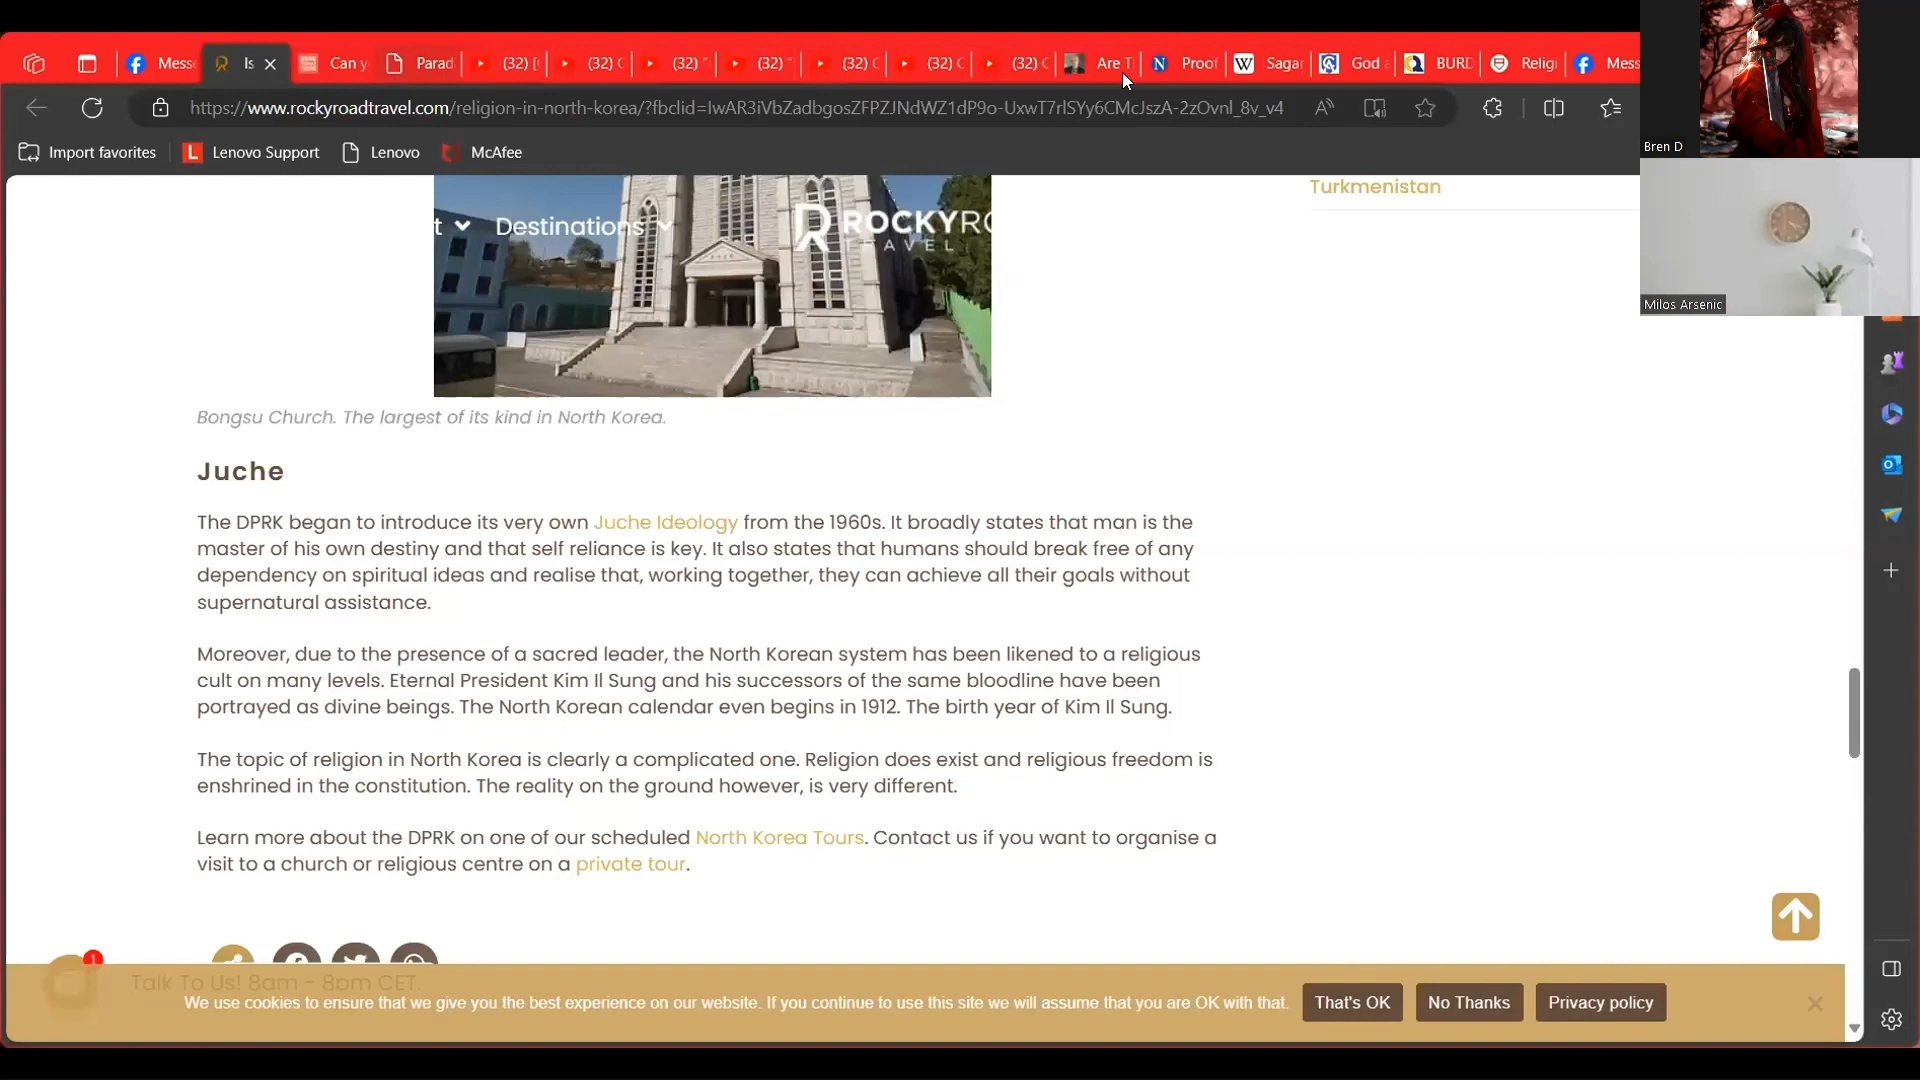 Mess
Is
Can y
Parad
(32) [
(32) C
(32) "
(32) "
(32) C
(32) C
(32) C
Are T
Proof
Sagar
God a
BURD
Religi
Mess
https://www.rockyroadtravel.com/religion-in-north-korea/?fbclid=IwAR3iVbZadbgosZFPZJNdWZ1dP9o-UxwT7rlSYy6CMcJszA-2zOvnl_8v_v4
Bren D
Import favorites
Lenovo Support
Lenovo
McAfee
Turkmenistan
t
Destinations
ROCKYRO
TRAVEL
Milos Arsenic
Bongsu Church. The largest of its kind in North Korea.
Juche
The DPRK began to introduce its very own Juche Ideology from the 1960s. It broadly states that man is the
master of his own destiny and that self reliance is key. It also states that humans should break free of any
dependency on spiritual ideas and realise that, working together, they can achieve all their goals without
supernatural assistance.
Moreover, due to the presence of a sacred leader, the North Korean system has been likened to a religious
cult on many levels. Eternal President Kim Il Sung and his successors of the same bloodline have been
portrayed as divine beings. The North Korean calendar even begins in 1912. The birth year of Kim Il Sung.
The topic of religion in North Korea is clearly a complicated one. Religion does exist and religious freedom is
enshrined in the constitution. The reality on the ground however, is very different.
Learn more about the DPRK on one of our scheduled North Korea Tours. Contact us if you want to organise a
visit to a church or religious centre on a private tour.
1
Talk To Us! 8am - 8pm CET
We use cookies to ensure that we give you the best experience on our website. If you continue to use this site we will assume that you are OK with that.
That's OK
No Thanks
Privacy policy